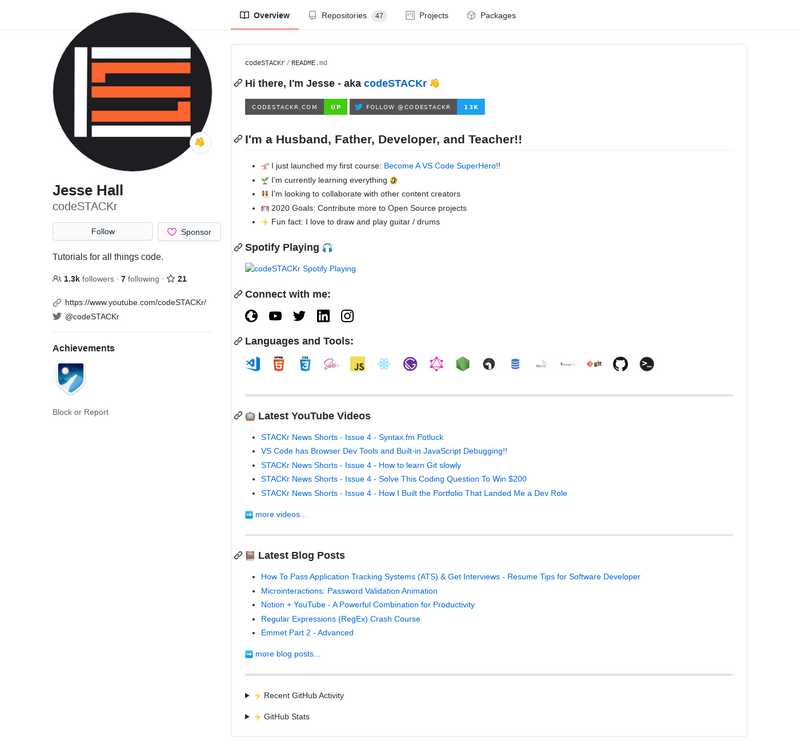 Overview Repositories 47 Projects Packages
codeSTACKr / README.md
Hi there, I'm Jesse - aka codeSTACKr 👋
CODESTACKR.COM UP FOLLOW @CODESTACKR 13K
I'm a Husband, Father, Developer, and Teacher!!
I just launched my first course: Become A VS Code SuperHero!!
I'm currently learning everything 🤣
I'm looking to collaborate with other content creators
2020 Goals: Contribute more to Open Source projects
Fun fact: I love to draw and play guitar / drums
Spotify Playing 🎧
codeSTACKr Spotify Playing
Connect with me:
Languages and Tools:
JS
git
Latest YouTube Videos
STACKr News Shorts - Issue 4 - Syntax.fm Potluck
VS Code has Browser Dev Tools and Built-in JavaScript Debugging!!
STACKr News Shorts - Issue 4 - How to learn Git slowly
STACKr News Shorts - Issue 4 - Solve This Coding Question To Win $200
STACKr News Shorts - Issue 4 - How I Built the Portfolio That Landed Me a Dev Role
➡️ more videos...
Latest Blog Posts
How To Pass Application Tracking Systems (ATS) & Get Interviews - Resume Tips for Software Developer
Microinteractions: Password Validation Animation
Notion + YouTube - A Powerful Combination for Productivity
Regular Expressions (RegEx) Crash Course
Emmet Part 2 - Advanced
➡️ more blog posts...
⚡ Recent GitHub Activity
⚡ GitHub Stats
Jesse Hall
codeSTACKr
Follow Sponsor
Tutorials for all things code.
1.3k followers · 7 following · 21
https://www.youtube.com/codeSTACKr/
@codeSTACKr
Achievements
Block or Report